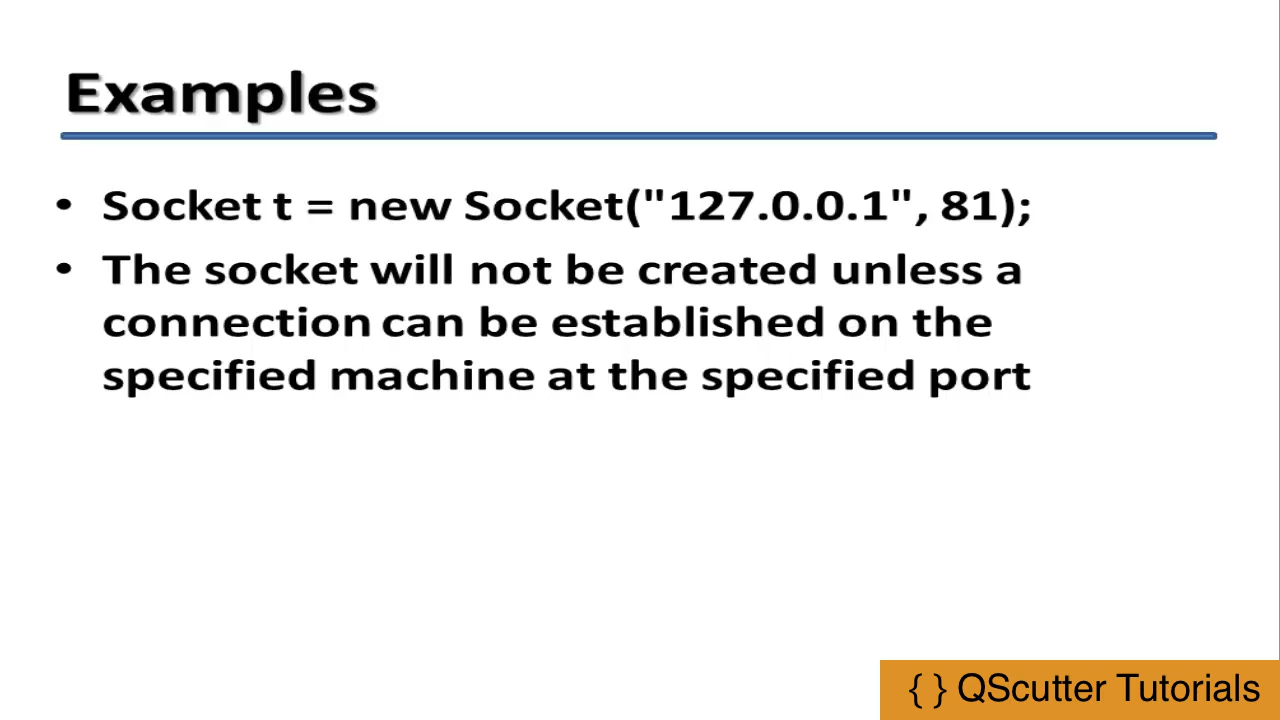 Examples
• Socket t = new Socket("127.0.0.1", 81);
• The socket will not be created unless a
connection can be established on the
specified machine at the specified port
{ } QScutter Tutorials